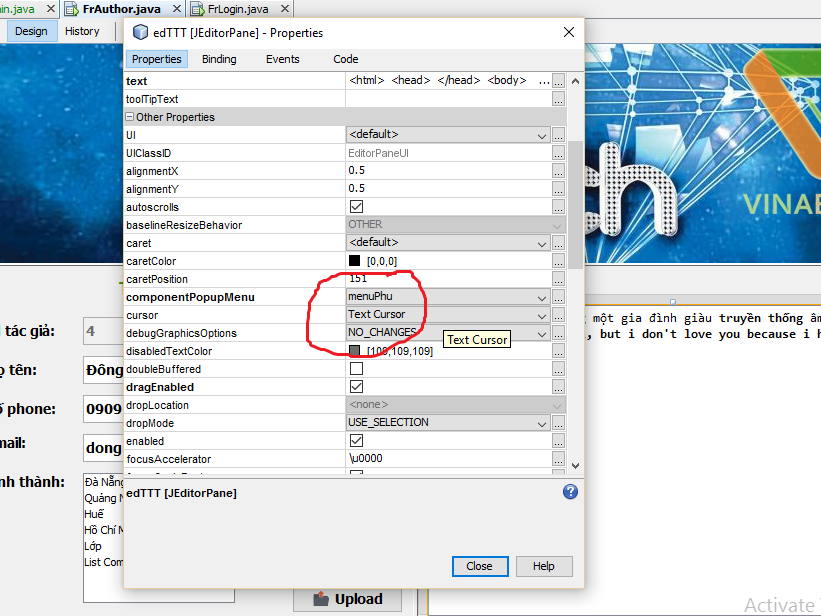 in.java FrAuthor.java FrLogin.java
Design History
edTTT [JEditorPane] - Properties
Properties Binding Events Code
text <html> <head> </head> <body> ... ...
toolTipText ...
Other Properties
UI <default> ...
UIClassID EditorPaneUI ...
alignmentX 0.5 ...
alignmentY 0.5 ...
autoscrolls ...
baselineResizeBehavior OTHER ...
caret <default> ...
caretColor [0,0,0] ...
caretPosition 151 ...
componentPopupMenu menuPhu ...
cursor Text Cursor ...
debugGraphicsOptions NO_CHANGES ...
Text Cursor
disabledTextColor [109,109,109] ...
doubleBuffered ...
dragEnabled ...
dropLocation <none> ...
dropMode USE_SELECTION ...
enabled ...
focusAccelerator \u0000 ...
edTTT [JEditorPane]
Close Help
ch
VINAE
một gia đình giàu truyền thống âm
, but i don't love you because i h
tác giả: 4
ọ tên: Đông
ố phone: 0909
mail: dong
nh thành: Đà Nẵng
Quảng N
Huế
Hồ Chí M
Lớp
List Com
Upload
Activate